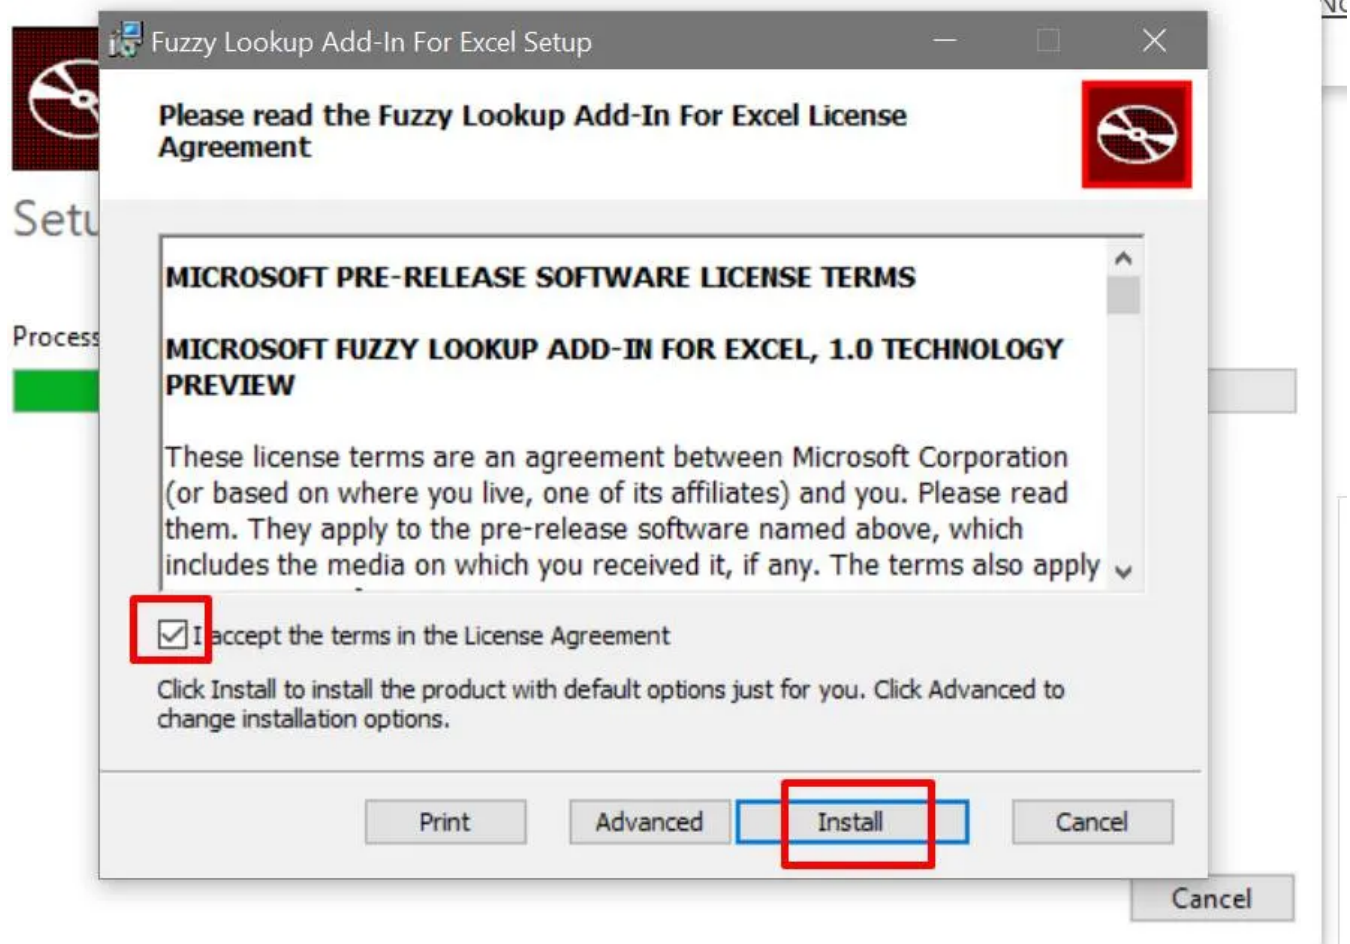 Fuzzy Lookup Add-In For Excel Setup
Please read the Fuzzy Lookup Add-In For Excel License
Agreement
Setu
MICROSOFT PRE-RELEASE SOFTWARE LICENSE TERMS
Process
MICROSOFT FUZZY LOOKUP ADD-IN FOR EXCEL, 1.0 TECHNOLOGY
PREVIEW
These license terms are an agreement between Microsoft Corporation
(or based on where you live, one of its affiliates) and you. Please read
them. They apply to the pre-release software named above, which
includes the media on which you received it, if any. The terms also apply
I accept the terms in the License Agreement
Click Install to install the product with default options just for you. Click Advanced to
change installation options.
Print
Advanced
Install
Cancel
Cancel